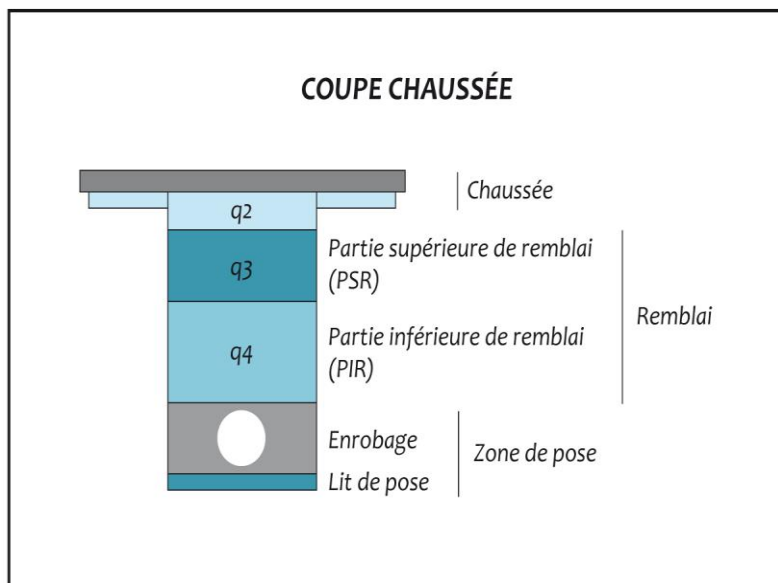 COUPE CHAUSSÉE
Chaussée
q2
q3
Partie supérieure de remblai
(PSR)
Remblai
q4
Partie inférieure de remblai
(PIR)
Enrobage
Zone de pose
Lit de pose